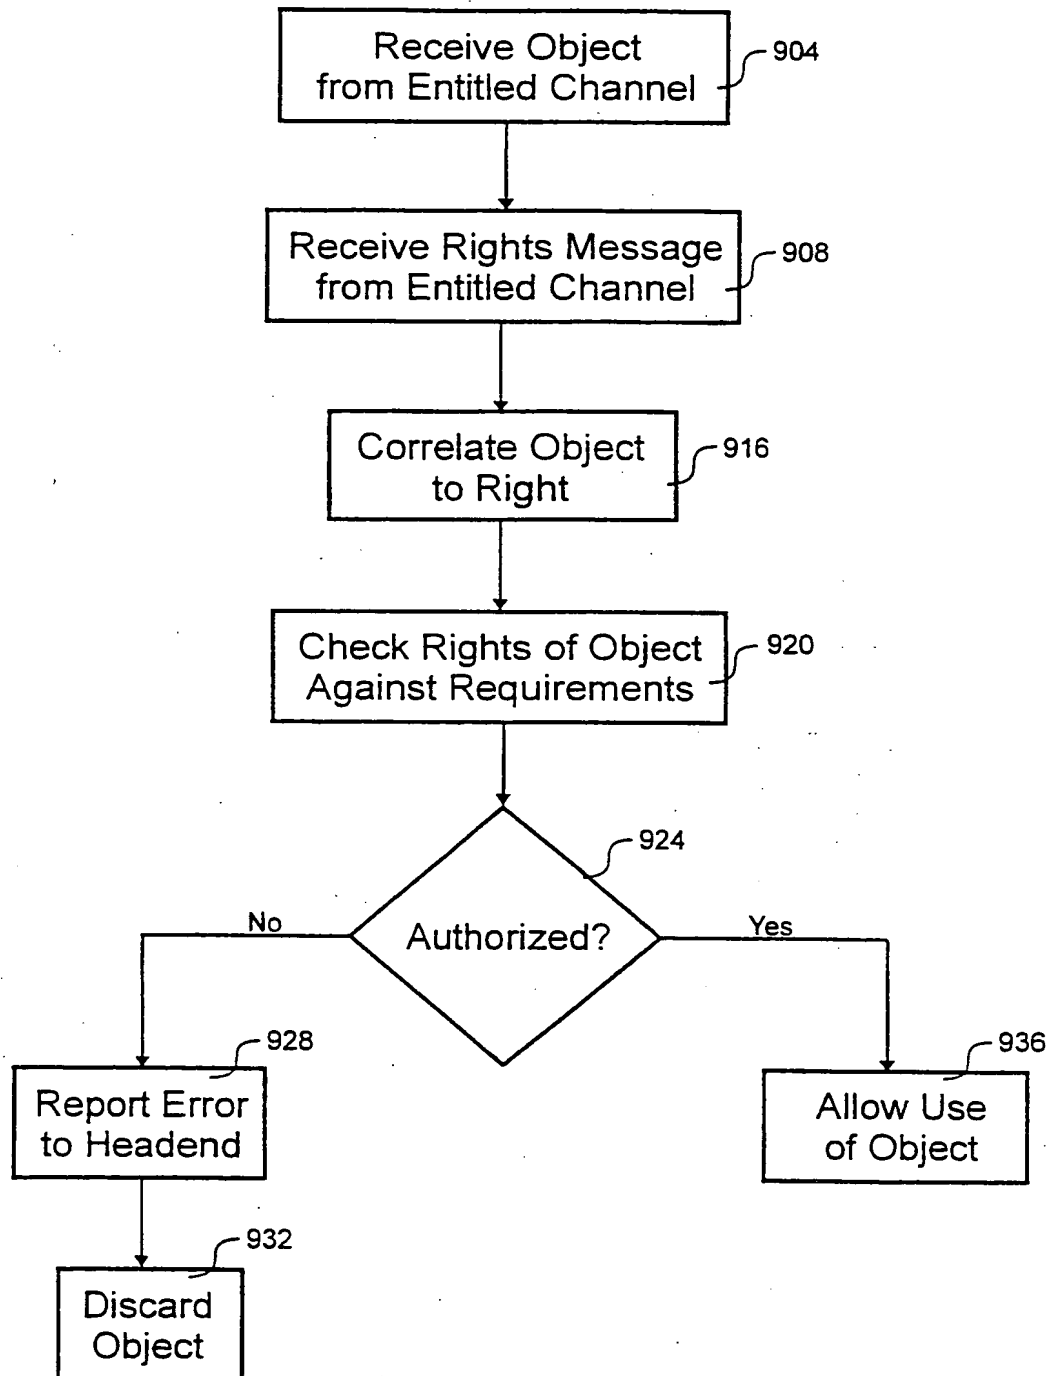 Receive Object
from Entitled Channel
904
Receive Rights Message
from Entitled Channel
908
Correlate Object
to Right
916
Check Rights of Object
Against Requirements
920
924
Authorized?
No
Yes
928
Report Error
to Headend
936
Allow Use
of Object
932
Discard
Object